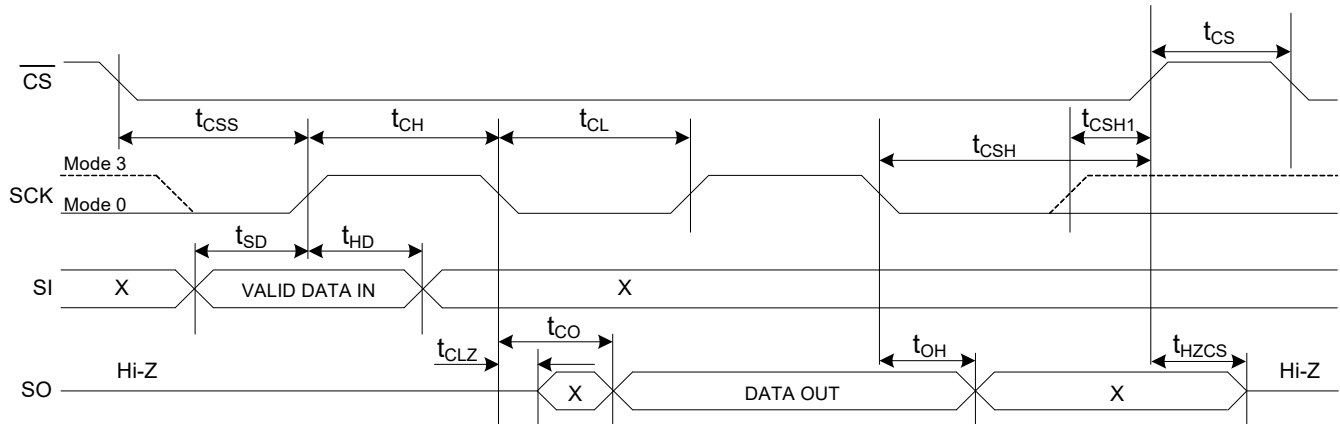 tCS
CS
tCSS
tCH
tCL
tCSH1
tCSH
Mode 3
SCK
Mode 0
tSD
tHD
SI
X
VALID DATA IN
X
tCO
tCLZ
tOH
tHZCS
Hi-Z
Hi-Z
SO
X
DATA OUT
X